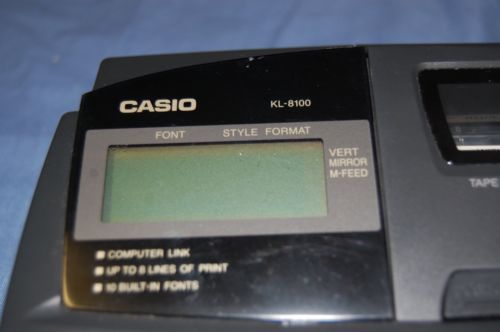 CASIO KL-8100
FONT STYLE FORMAT
VERT
MIRROR
M-FEED
TAPE
COMPUTER LINK
UP TO 8 LINES OF PRINT
10 BUILT-IN FONTS